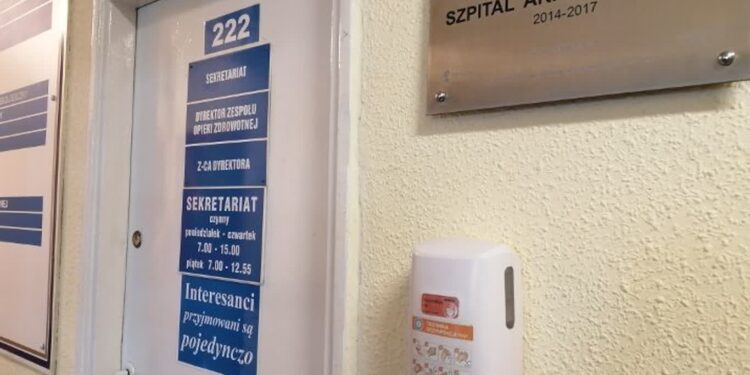 222
SEKRETARIAT
DYREKTOR ZESPOŁU
OPIEKI ZDROWOTNEJ
Z-CA DYREKTORA
SEKRETARIAT
czynny
poniedziałek - czwartek
7.00 - 15.00
piątek 7.00 - 12.55
Interesanci
przyjmowani są
pojedynczo
SZPITAL
2014-2017